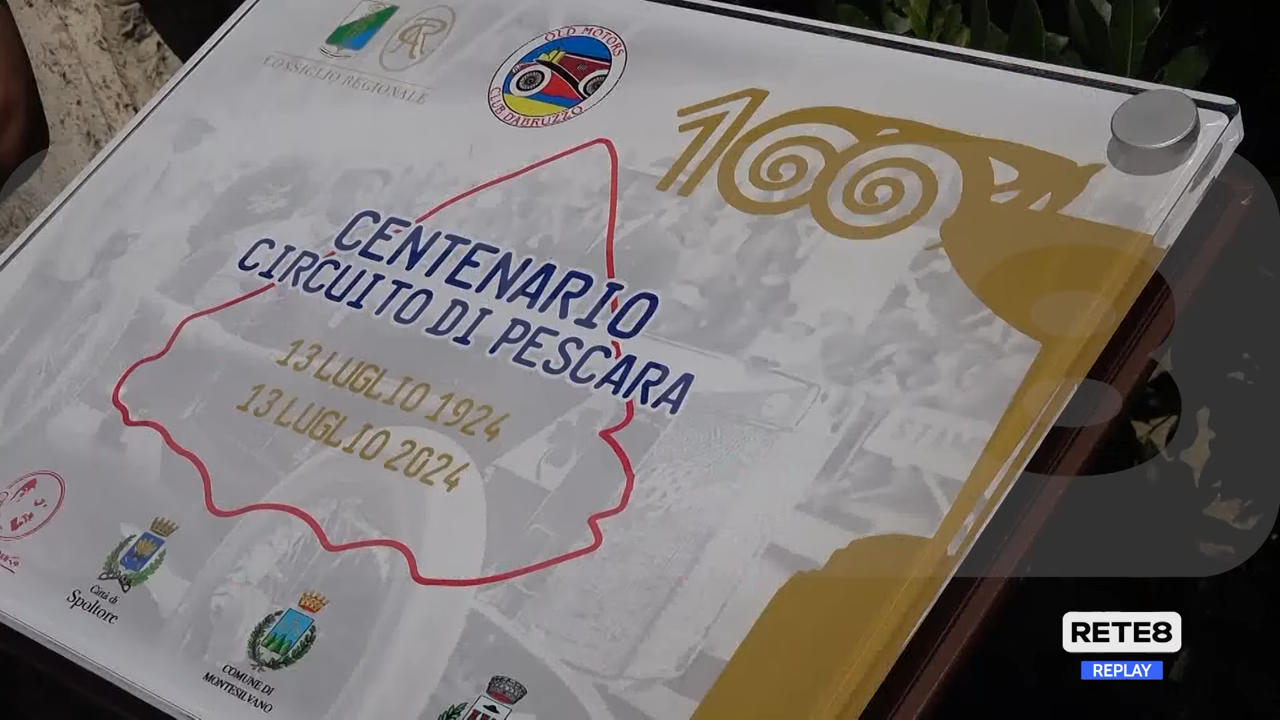 CONSIGLIO REGIONALE
OLD MOTORS
CLUB D'ABRUZZO
100
CENTENARIO
CIRCUITO DI PESCARA
13 LUGLIO 1924
13 LUGLIO 2024
Città di
Spoltore
COMUNE DI
MONTESILVANO
RETE8
REPLAY